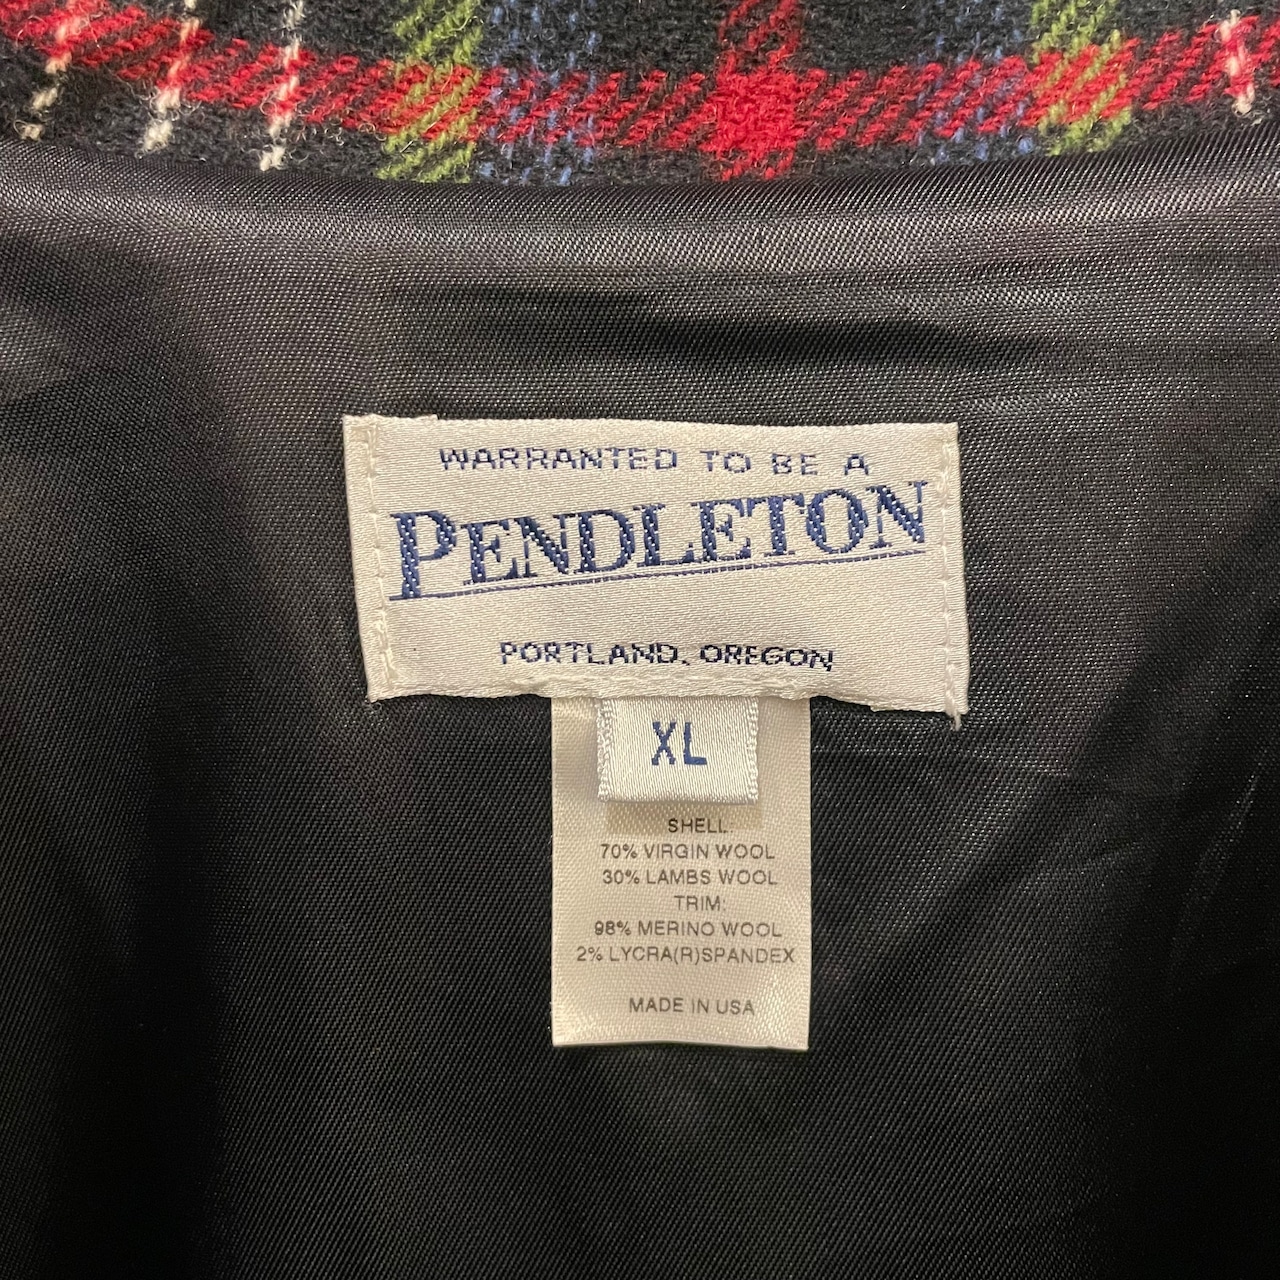 WARRANTED TO BE A
PENDLETON
PORTLAND, OREGON
XL
SHELL:
70% VIRGIN WOOL
30% LAMBS WOOL
TRIM:
98% MERINO WOOL
2% LYCRA(R)SPANDEX
MADE IN USA